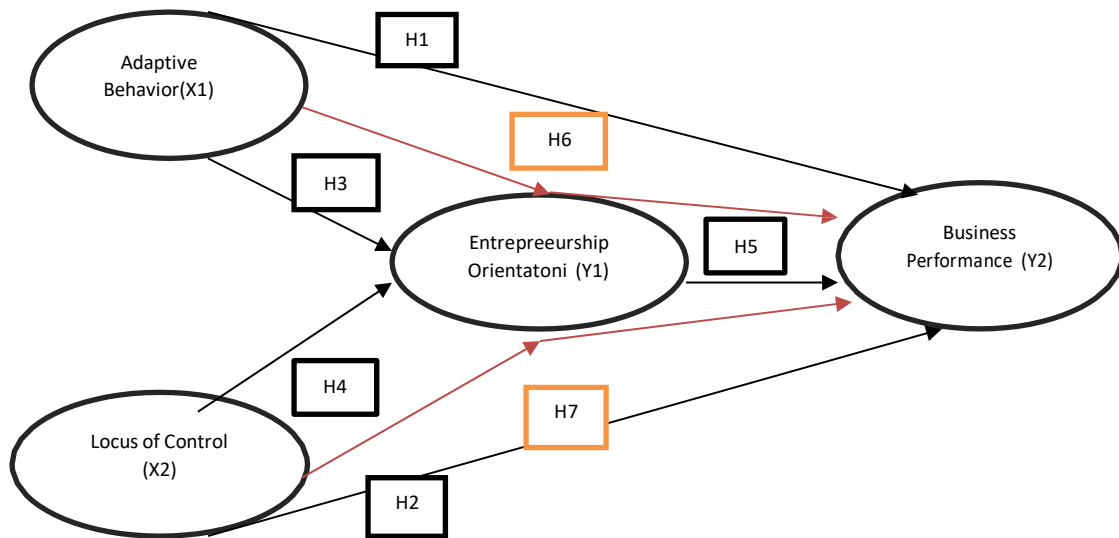 H1
Adaptive
Behavior(X1)
H6
H3
Entrepreeurship
Orientatoni (Y1)
H5
Business
Performance (Y2)
H4
H7
Locus of Control
(X2)
H2